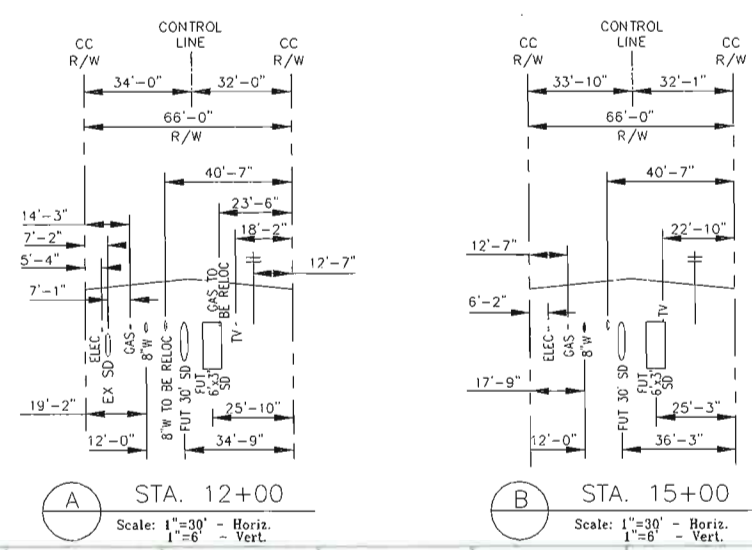 CONTROL
LINE
CC
R/W
CC
R/W
34'-0"
32'-0"
66'-0"
R/W
40'-7"
23'-6"
14'-3"
18'-2"
7'-2"
5'-4"
12'-7"
7'-1"
GAS TO
BE RELOC
ELEC
EX SD
GAS
8"W
8"W TO BE RELOC
FUT 30' SD
FUT
6'x3'
SD
TV
19'-2"
25'-10"
12'-0"
34'-9"
A
STA. 12+00
Scale: 1"=30' - Horiz.
1"=6' - Vert.
CONTROL
LINE
CC
R/W
CC
R/W
33'-10"
32'-1"
66'-0"
R/W
40'-7"
22'-10"
12'-7"
6'-2"
ELEC
GAS
8"W
FUT 30' SD
FUT
6'x3'
SD
TV
17'-9"
25'-3"
12'-0"
36'-3"
B
STA. 15+00
Scale: 1"=30' - Horiz.
1"=6' - Vert.